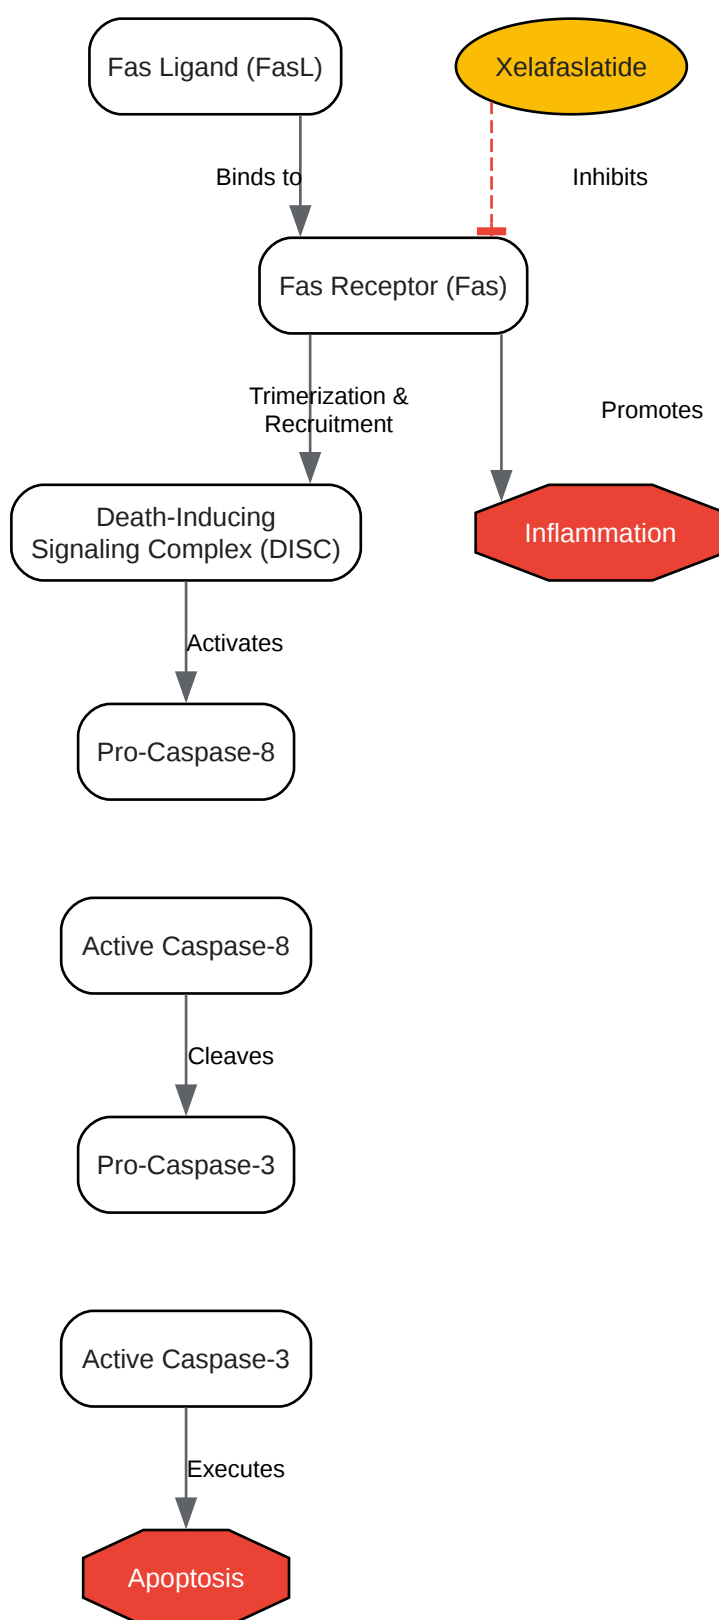 Fas Ligand (FasL)
Xelafaslatide
Binds to
Inhibits
Fas Receptor (Fas)
Trimerization &
Recruitment
Promotes
Death-Inducing
Signaling Complex (DISC)
Inflammation
Activates
Pro-Caspase-8
Active Caspase-8
Cleaves
Pro-Caspase-3
Active Caspase-3
Executes
Apoptosis